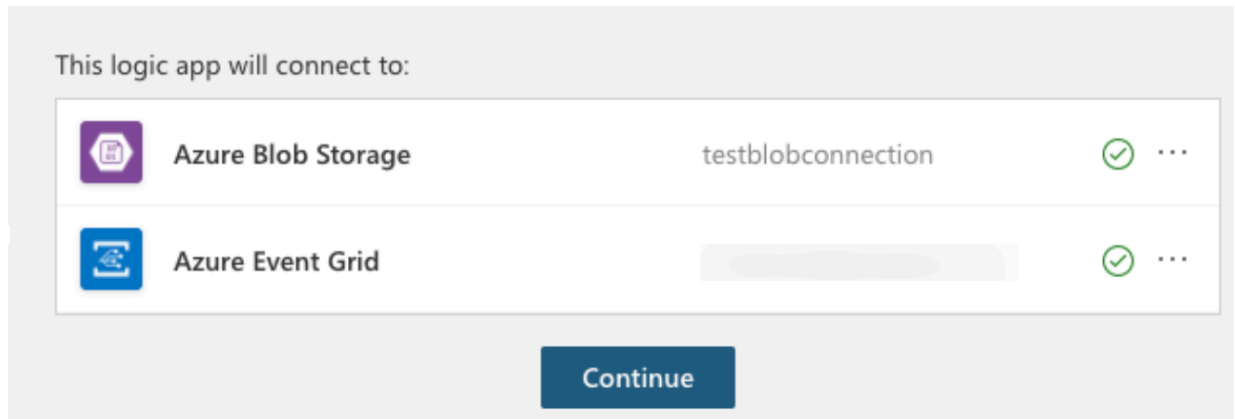 This logic app will connect to:
Azure Blob Storage testblobconnection ...
Azure Event Grid ...
Continue